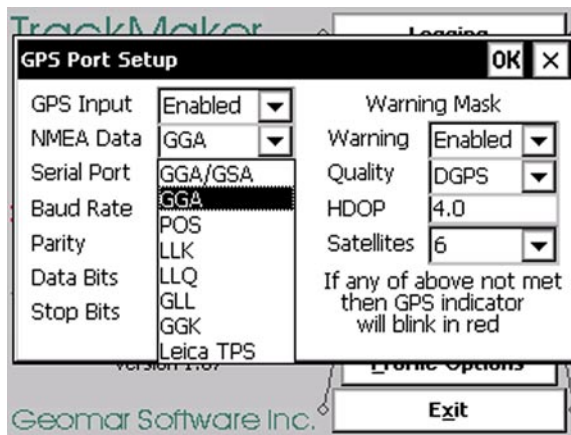 TrackMaker
Logging
GPS Port Setup OK ×
GPS Input Enabled
NMEA Data GGA
Serial Port GGA/GSA
GGA
Baud Rate POS
Parity LLK
Data Bits LLQ
GLL
Stop Bits GGK
Leica TPS
Warning Mask
Warning Enabled
Quality DGPS
HDOP 4.0
Satellites 6
If any of above not met
then GPS indicator
will blink in red
Version 1.67
Profile Options
Geomar Software Inc.
Exit